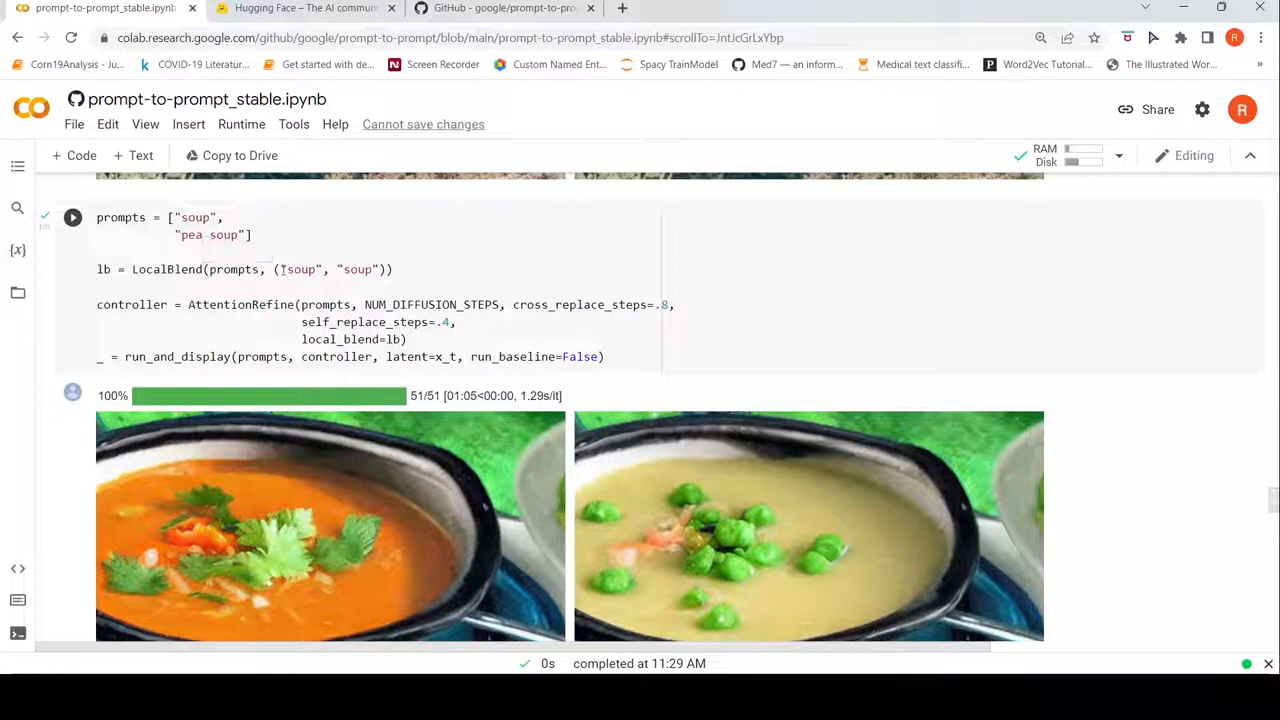 prompt-to-prompt_stable.ipynb
Hugging Face – The AI commun
GitHub - google/prompt-to-pro
colab.research.google.com/github/google/prompt-to-prompt/blob/main/prompt-to-prompt_stable.ipynb#scrollTo=JntJcGrLxYbp
R
Corn19Analysis - Ju...
COVID-19 Literatur...
Get started with de...
Screen Recorder
Custom Named Ent...
Spacy TrainModel
Med7 — an inform...
Medical text classifi...
Word2Vec Tutorial...
The Illustrated Wor...
»
prompt-to-prompt_stable.ipynb
File Edit View Insert Runtime Tools Help Cannot save changes
Share
R
+ Code + Text Copy to Drive
RAM
Disk
Editing
prompts = ["soup",
"pea soup"]
lb = LocalBlend(prompts, ("soup", "soup"))
controller = AttentionRefine(prompts, NUM_DIFFUSION_STEPS, cross_replace_steps=.8,
self_replace_steps=.4,
local_blend=lb)
_ = run_and_display(prompts, controller, latent=x_t, run_baseline=False)
100% 51/51 [01:05<00:00, 1.29s/it]
0s completed at 11:29 AM